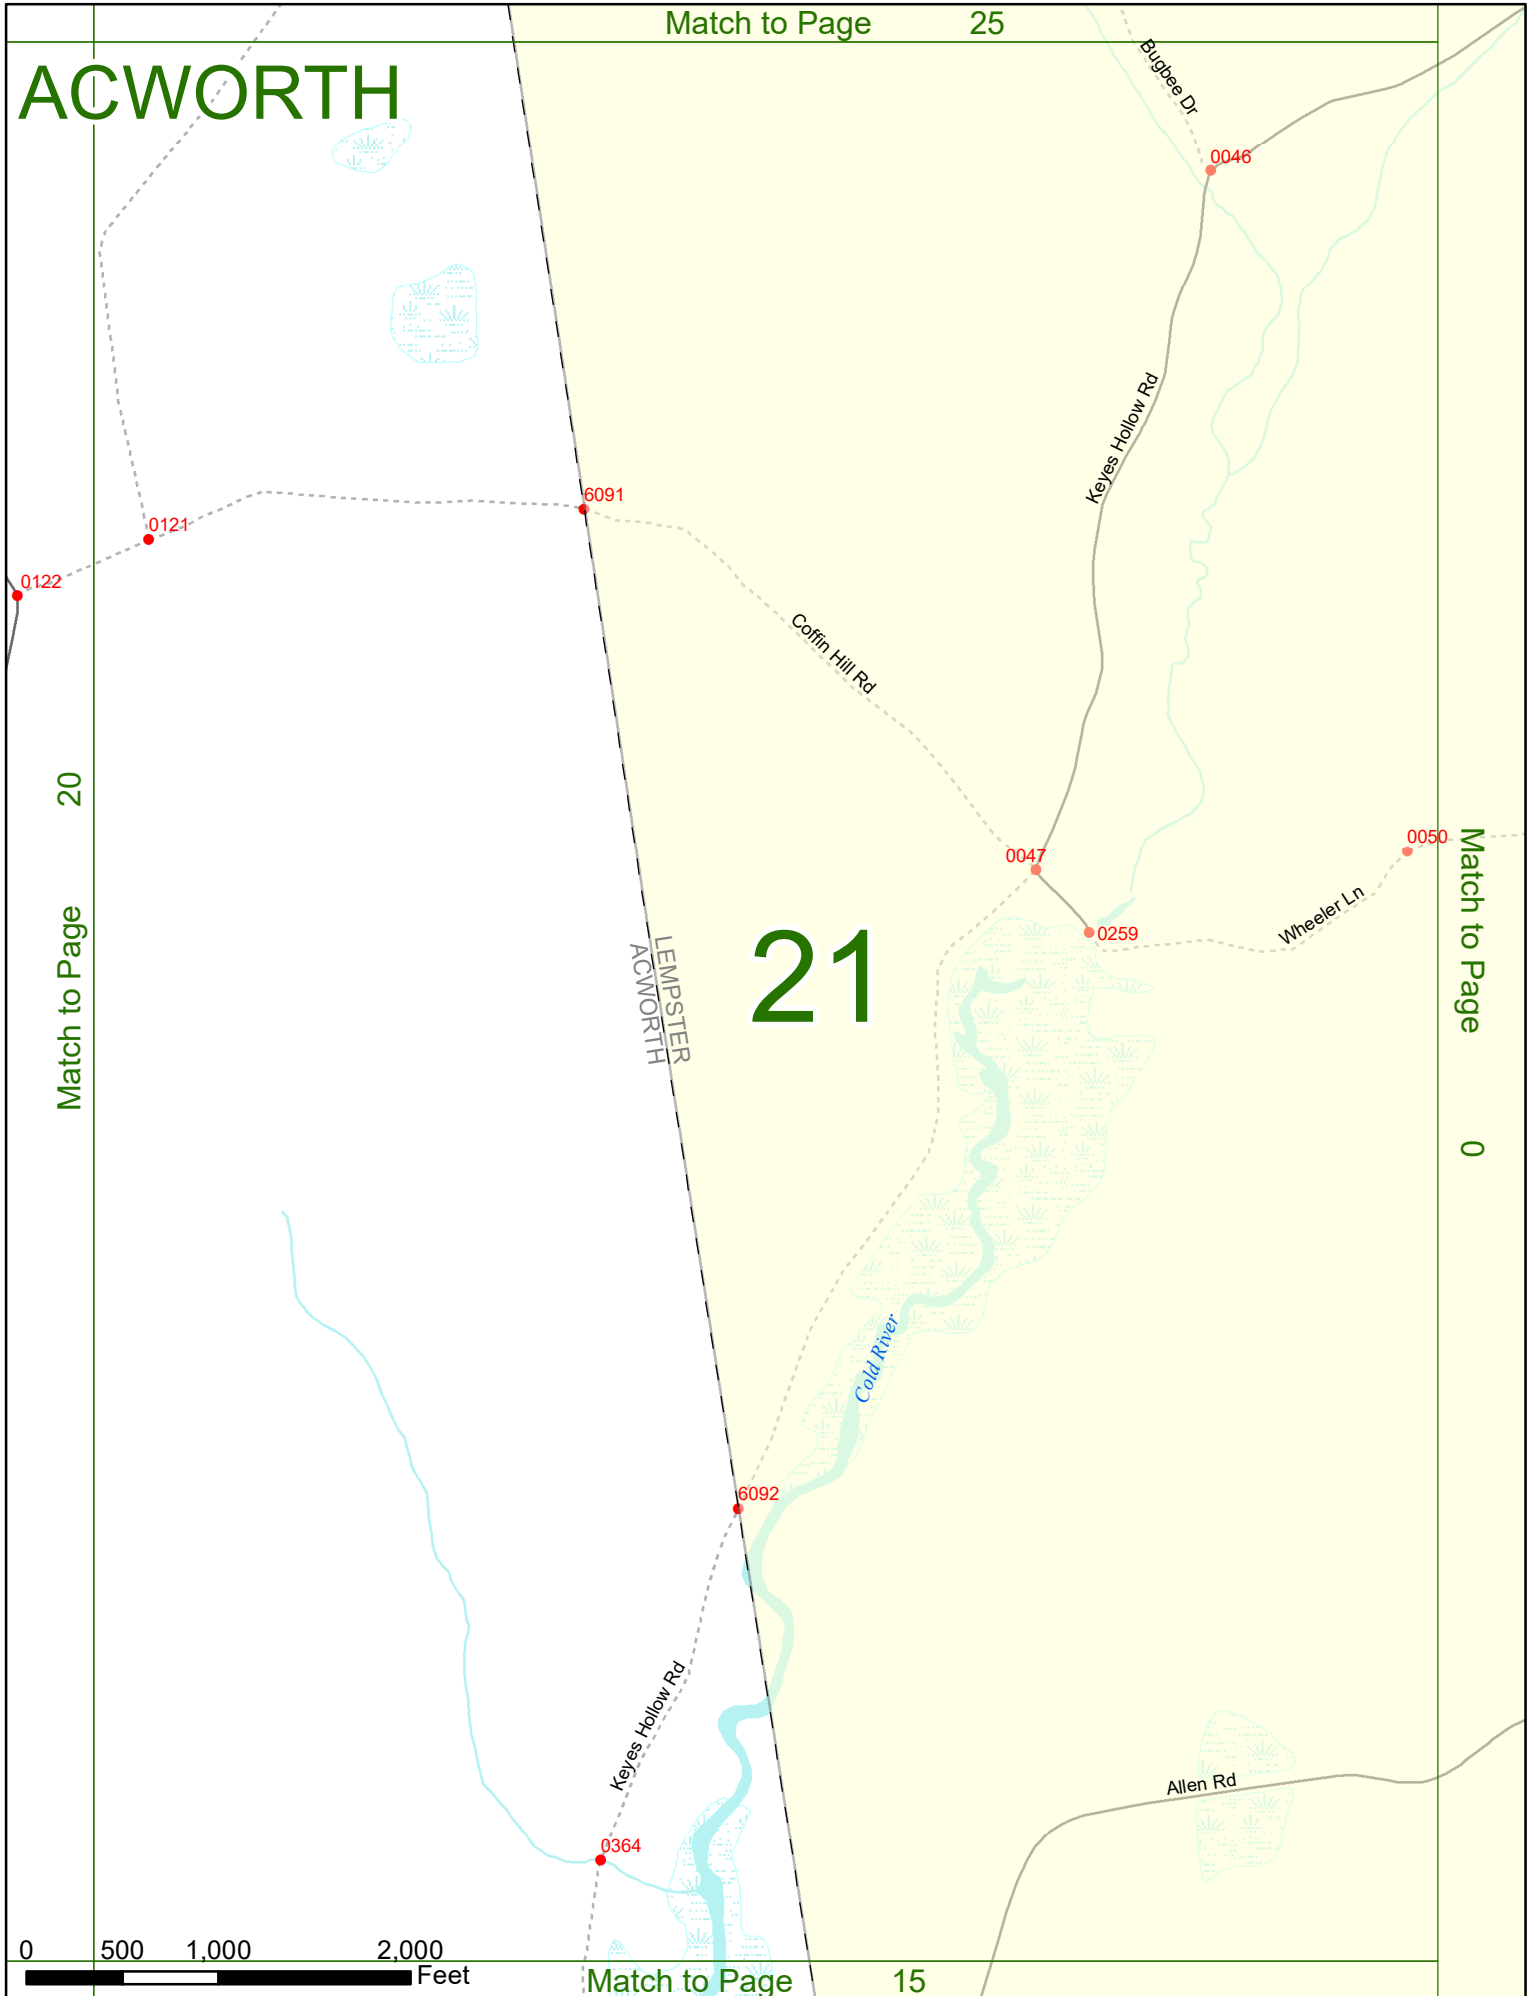 Match to Page 25
ACWORTH
Bugbee Dr
0046
Keyes Hollow Rd
6091
0121
0122
Coffin Hill Rd
20
Match to Page
0047
0050
Match to Page
0
Wheeler Ln
0259
21
LEMPSTER
ACWORTH
Cold River
6092
Keyes Hollow Rd
Allen Rd
0364
0 500 1,000 2,000
Feet
Match to Page 15